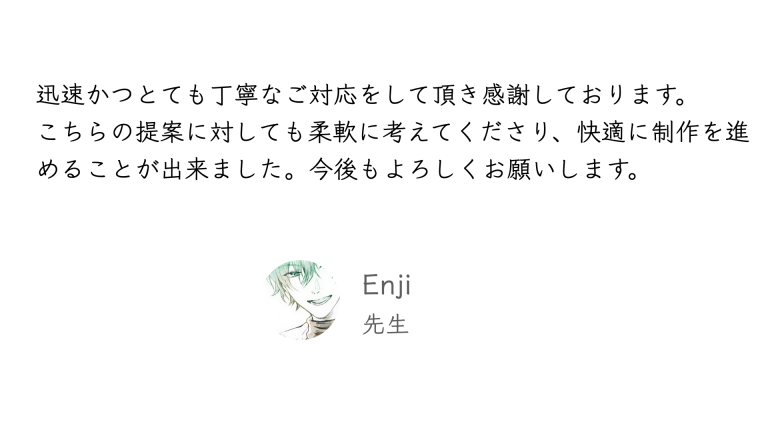 迅速かつとても丁寧なご対応をして頂き感謝しております。
こちらの提案に対しても柔軟に考えてくださり、快適に制作を進
めることが出来ました。今後もよろしくお願いします。
Enji
先生